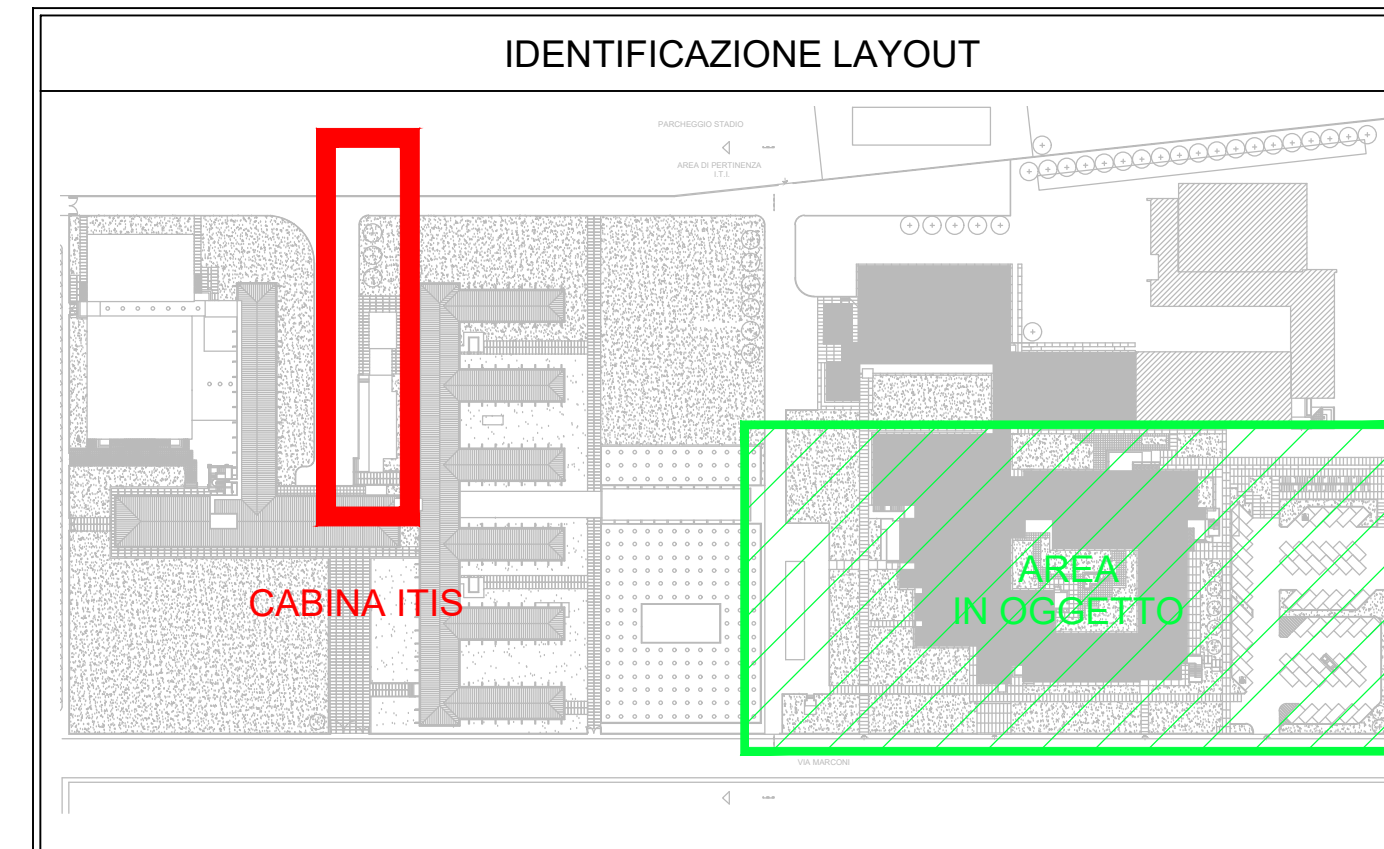 IDENTIFICAZIONE LAYOUT
PARCHEGGIO STADIO
AREA DI PERTINENZA
I.T.I.
CABINA ITIS
AREA
IN OGGETTO
VIA MARCONI